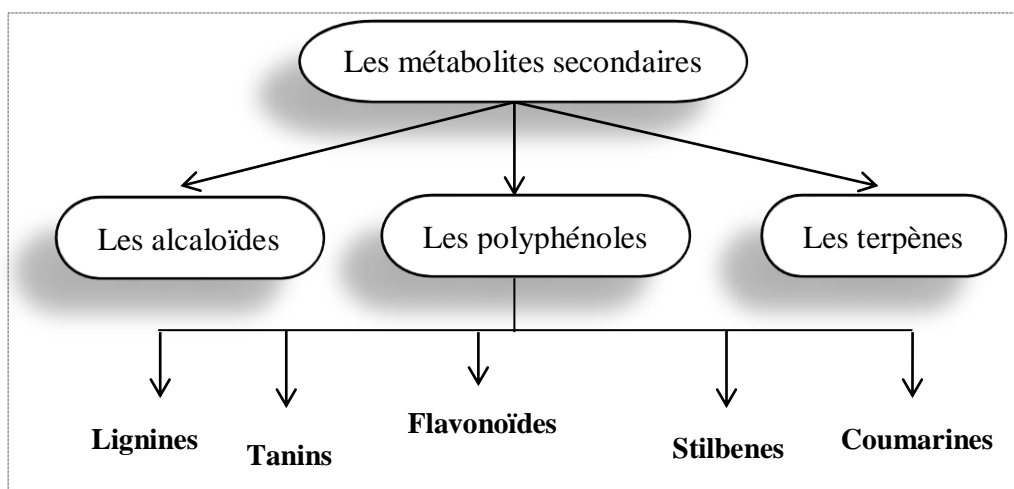 Les métabolites secondaires
Les alcaloïdes
Les polyphénoles
Les terpènes
Lignines
Tanins
Flavonoïdes
Stilbenes
Coumarines